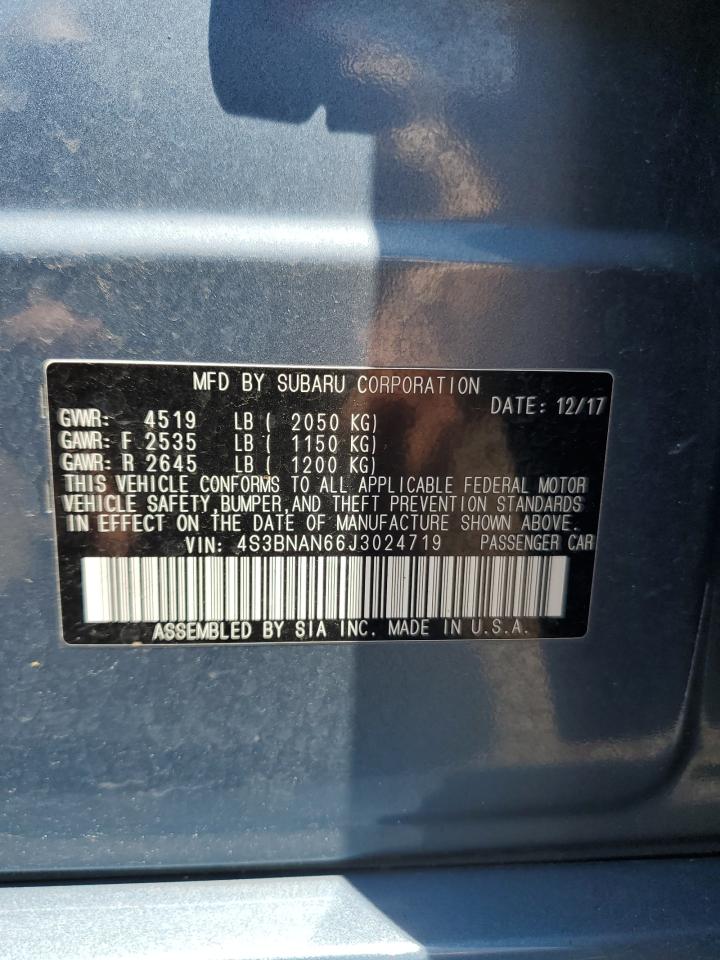 MFD BY SUBARU CORPORATION
DATE: 12/17
GVWR: 4519 LB ( 2050 KG)
GAWR: F 2535 LB ( 1150 KG)
GAWR: R 2645 LB ( 1200 KG)
THIS VEHICLE CONFORMS TO ALL APPLICABLE FEDERAL MOTOR
VEHICLE SAFETY, BUMPER, AND THEFT PREVENTION STANDARDS
IN EFFECT ON THE DATE OF MANUFACTURE SHOWN ABOVE.
VIN: 4S3BNAN66J3024719 PASSENGER CAR
ASSEMBLED BY SIA INC. MADE IN U.S.A.